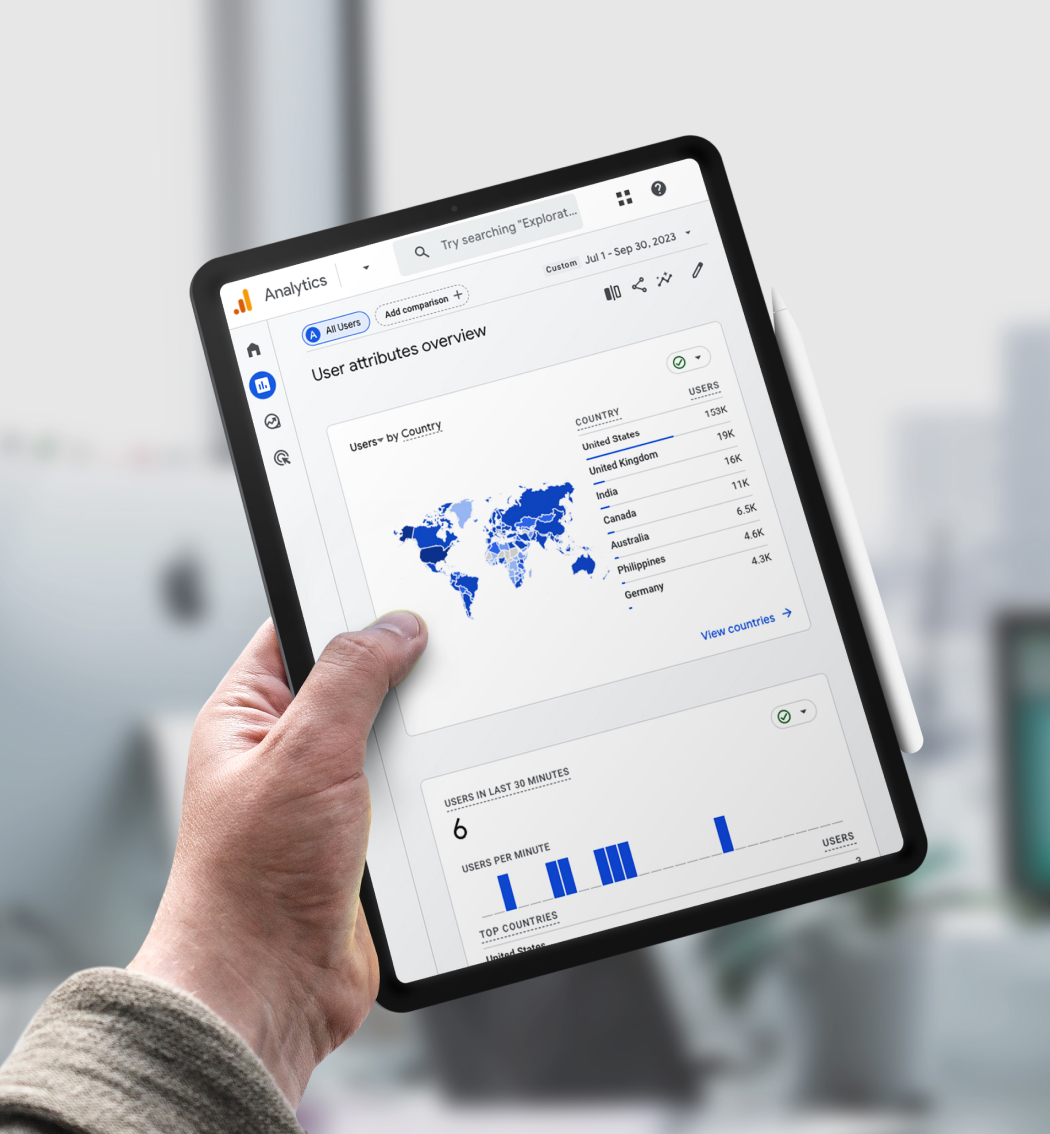 Analytics
Try searching "Explorat...
A All Users
Add comparison +
Custom Jul 1 - Sep 30, 2023
User attributes overview
Users by Country
COUNTRY USERS
United States 153K
United Kingdom 19K
India 16K
Canada 11K
Australia 6.5K
Philippines 4.6K
Germany 4.3K
View countries
USERS IN LAST 30 MINUTES
6
USERS PER MINUTE
TOP COUNTRIES USERS
United States